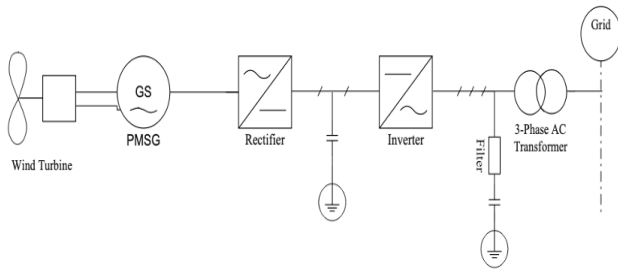 Grid
GS
PMSG
Rectifier
Inverter
3-Phase AC
Transformer
Filter
Wind Turbine